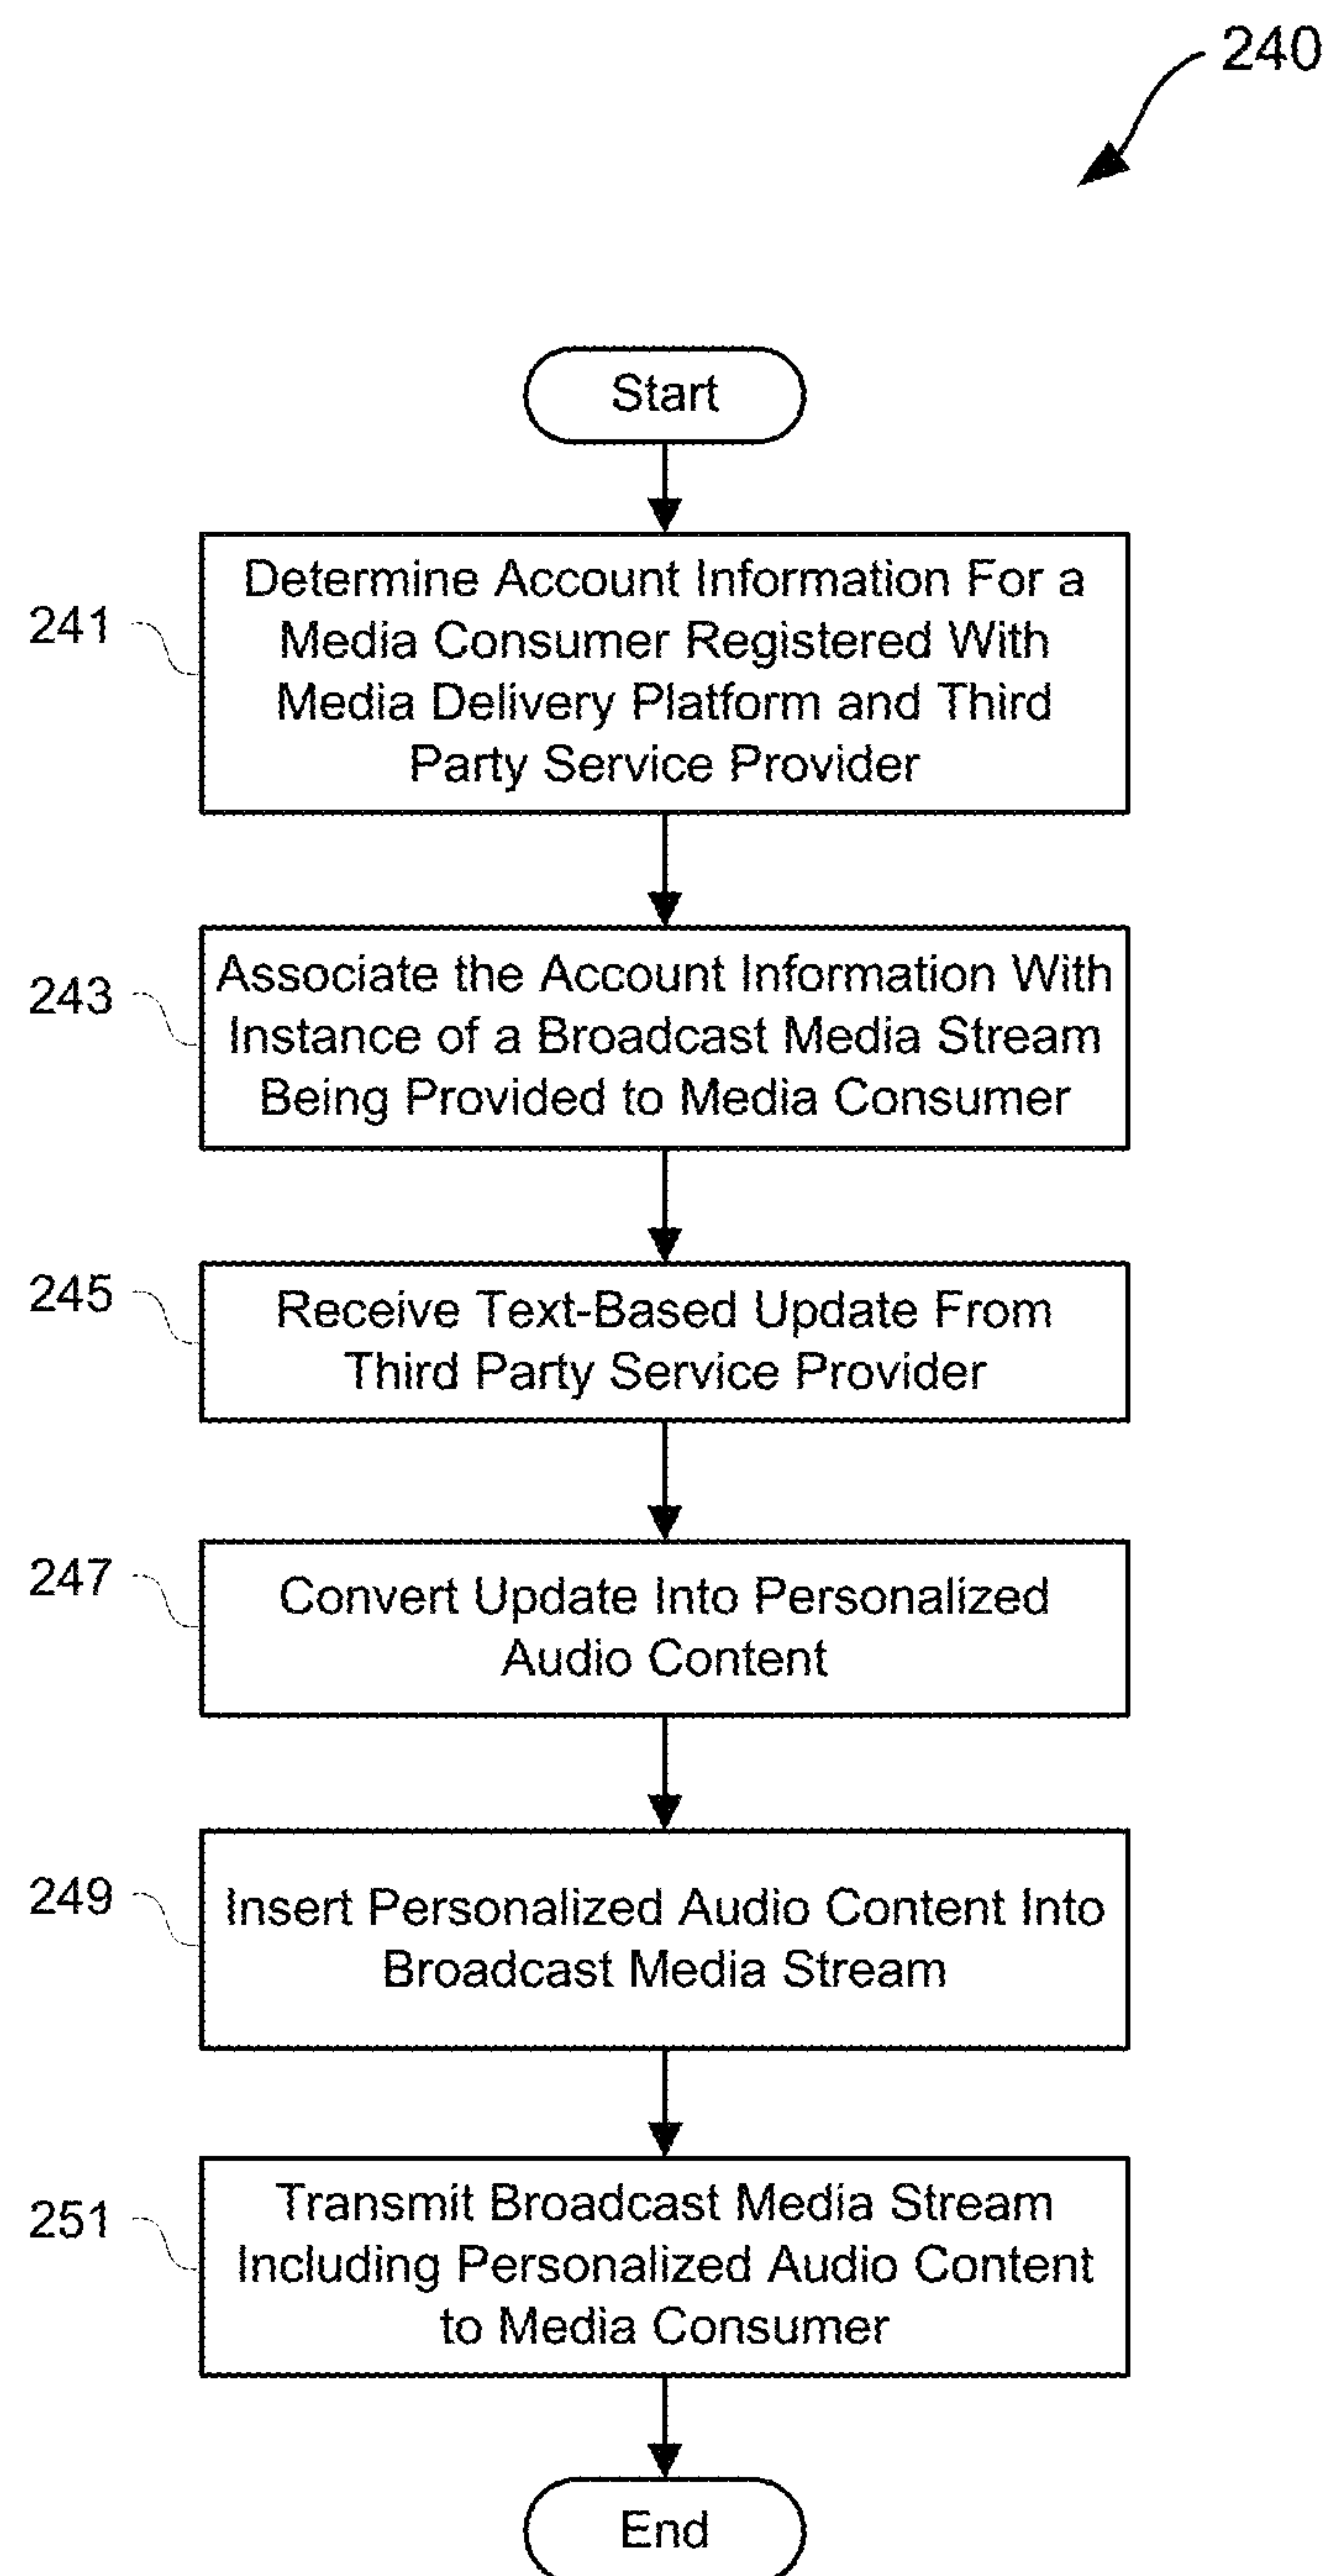 240
Start
241
Determine Account Information For a
Media Consumer Registered With
Media Delivery Platform and Third
Party Service Provider
243
Associate the Account Information With
Instance of a Broadcast Media Stream
Being Provided to Media Consumer
245
Receive Text-Based Update From
Third Party Service Provider
247
Convert Update Into Personalized
Audio Content
249
Insert Personalized Audio Content Into
Broadcast Media Stream
251
Transmit Broadcast Media Stream
Including Personalized Audio Content
to Media Consumer
End